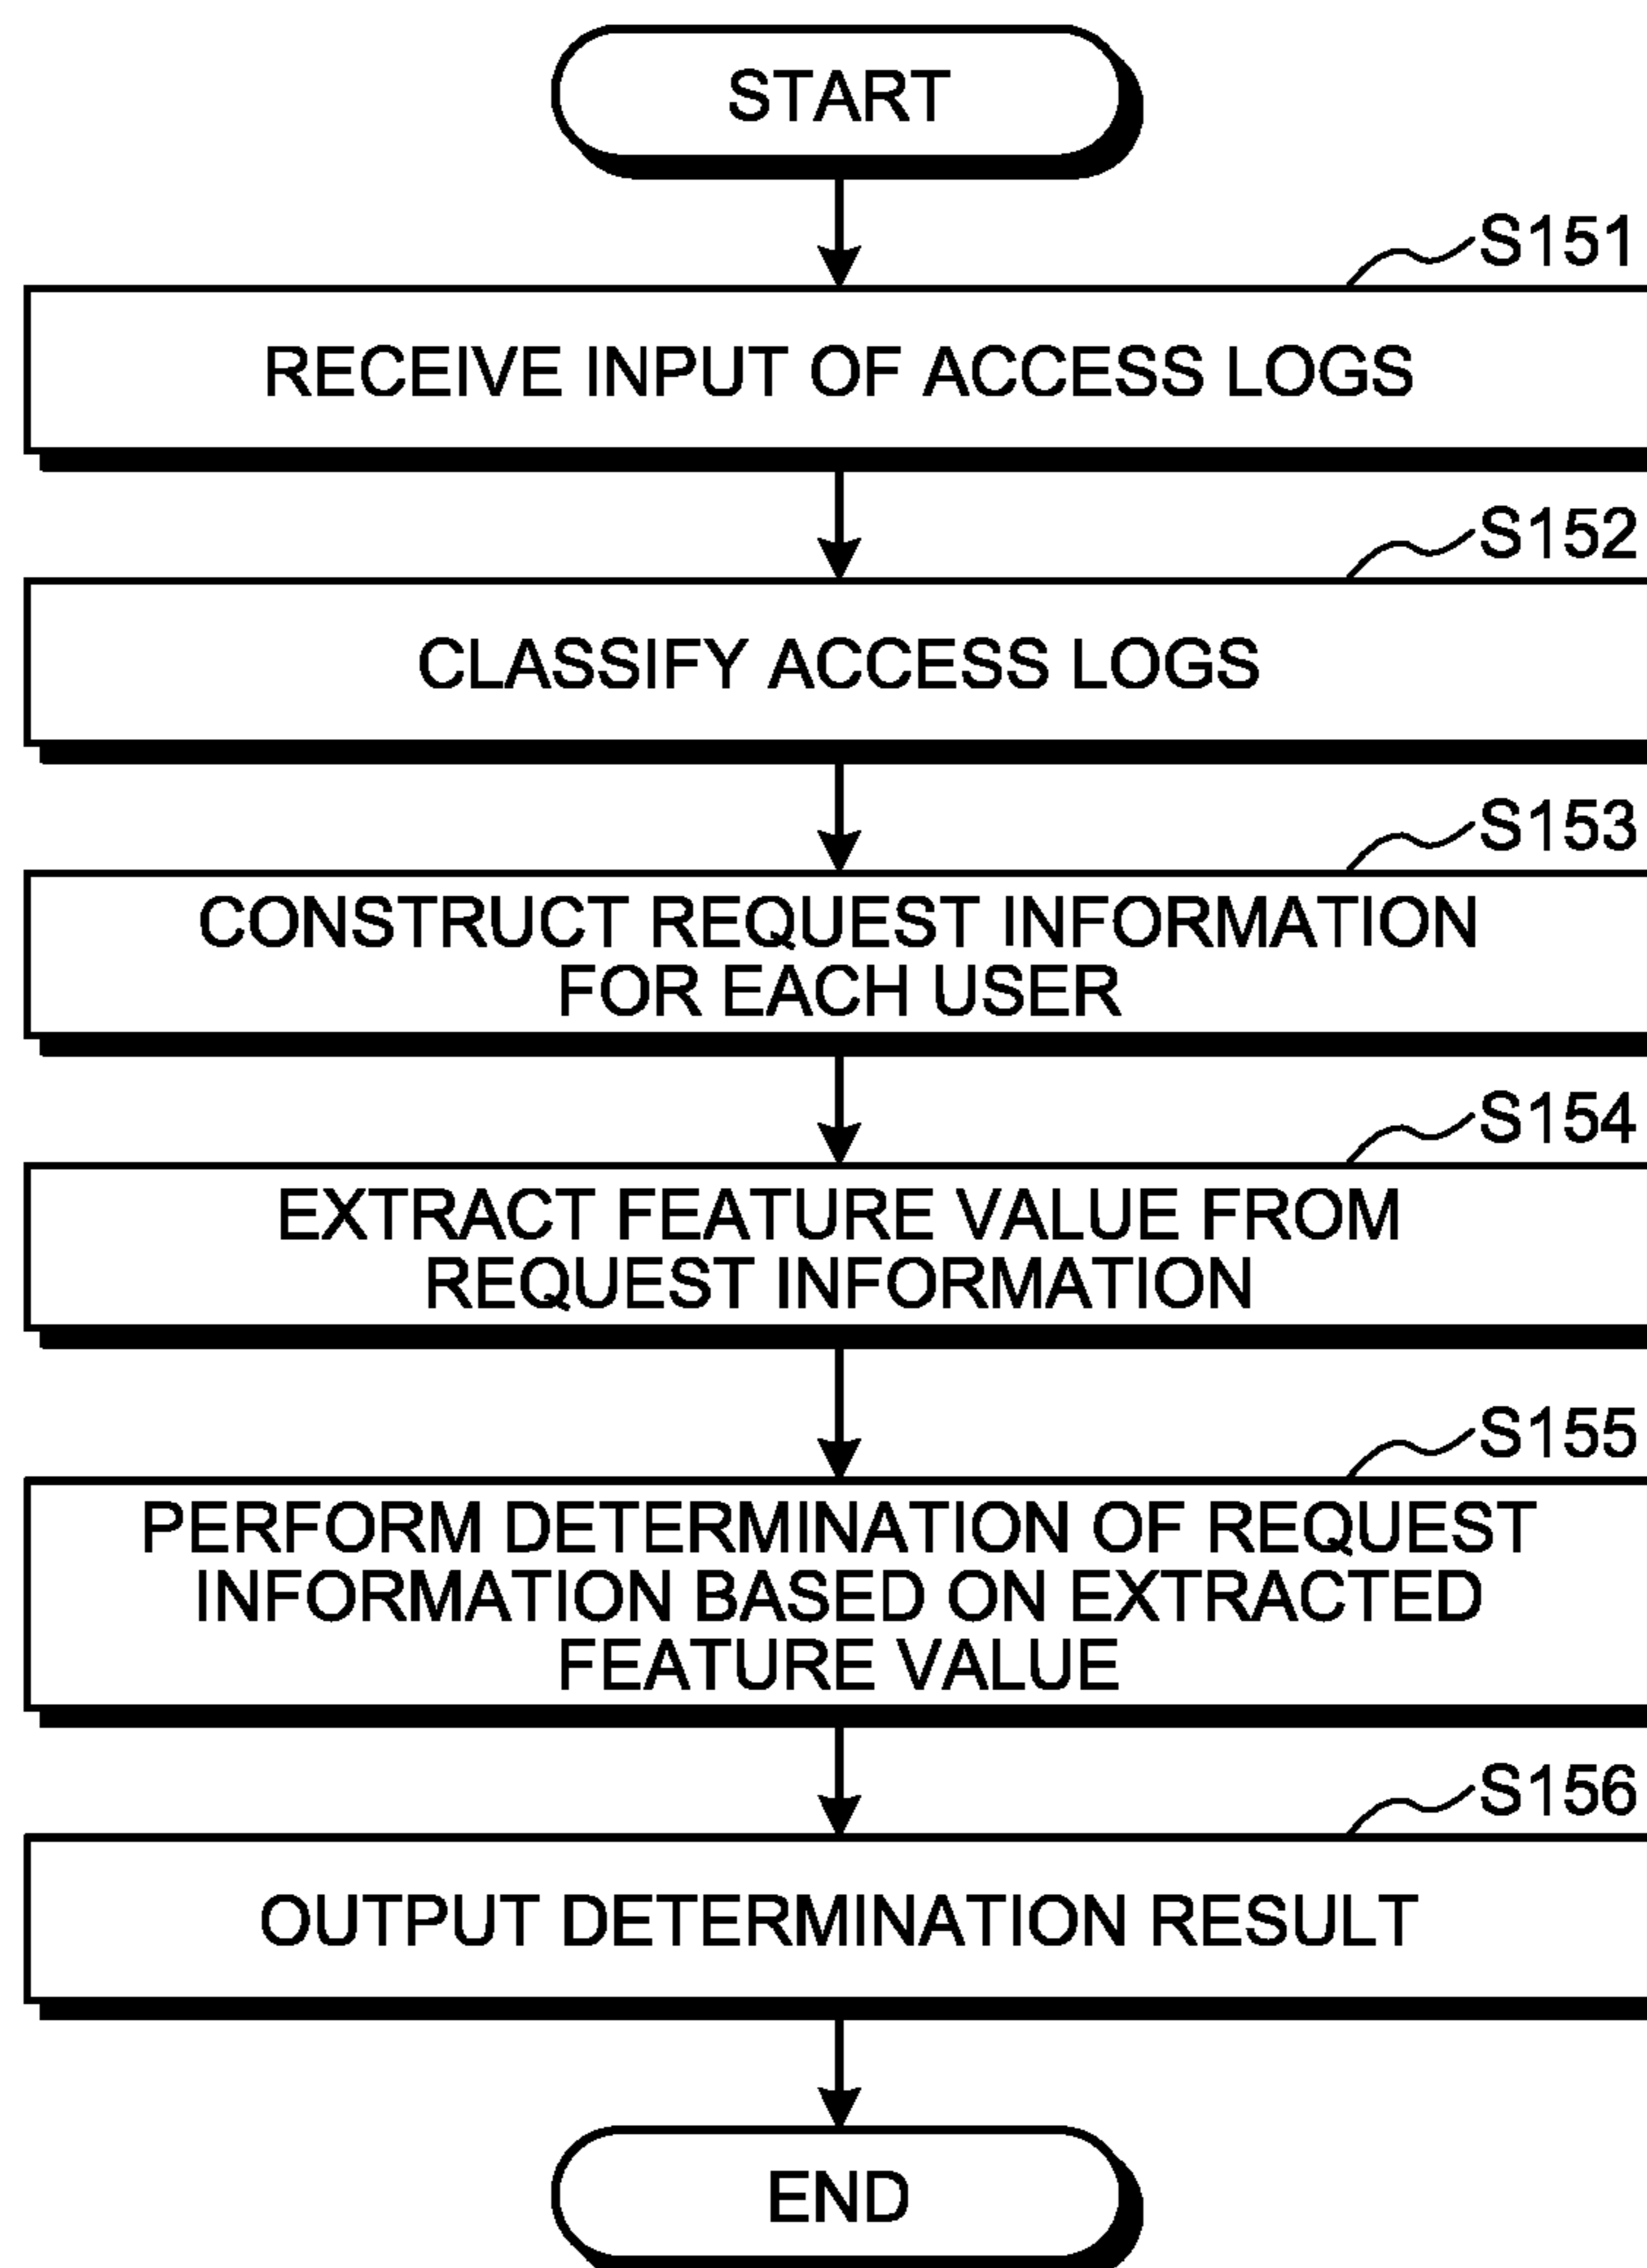 START
S151
RECEIVE INPUT OF ACCESS LOGS
S152
CLASSIFY ACCESS LOGS
S153
CONSTRUCT REQUEST INFORMATION
FOR EACH USER
S154
EXTRACT FEATURE VALUE FROM
REQUEST INFORMATION
S155
PERFORM DETERMINATION OF REQUEST
INFORMATION BASED ON EXTRACTED
FEATURE VALUE
S156
OUTPUT DETERMINATION RESULT
END